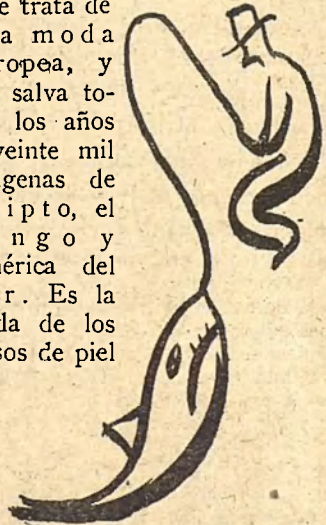 e trata de
a moda
ropea, y
salva to-
los años
veinte mil
genas de
ipto, el
ngo y
mérica del
r. Es la
da de los
sos de piel